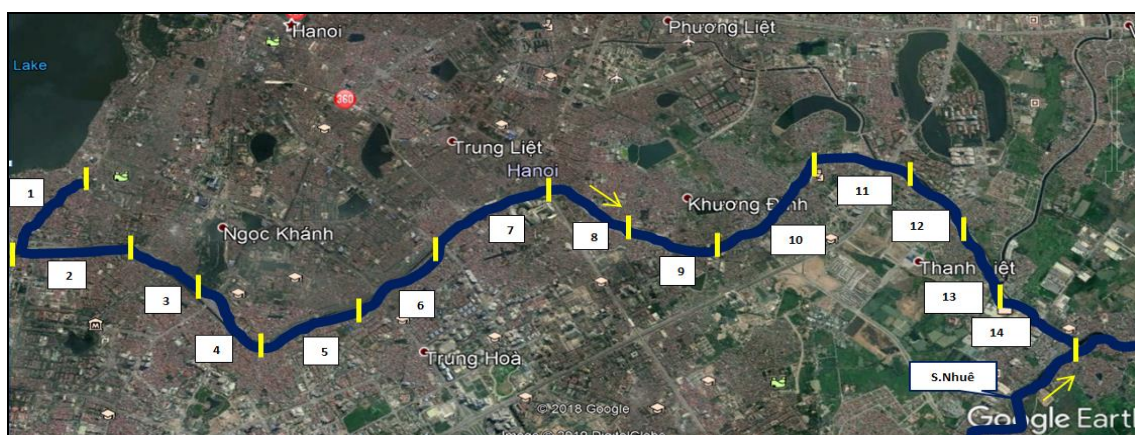 Hanoi
Phương Liệt
Lake
360
Trung Liệt
Hanoi
1
Khương Đình
11
Ngọc Khánh
7
8
10
12
2
9
Thanh Liệt
3
6
13
14
4
5
Trung Hoà
S.Nhuê
© 2018 Google
Google Earth